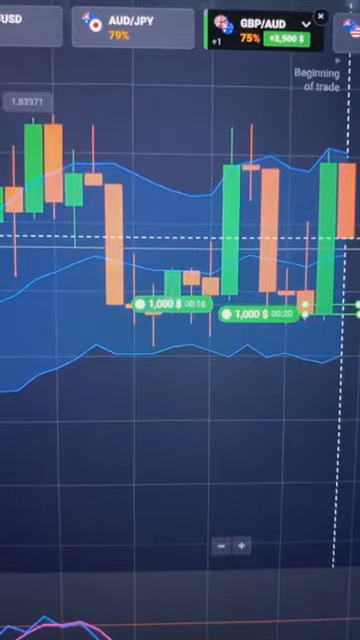 USD
AUD/JPY
79%
GBP/AUD
+1
75%
+3,500 $
Beginning
of trade
1.83971
1,000 $ 00:16
1,000 $ 00:20